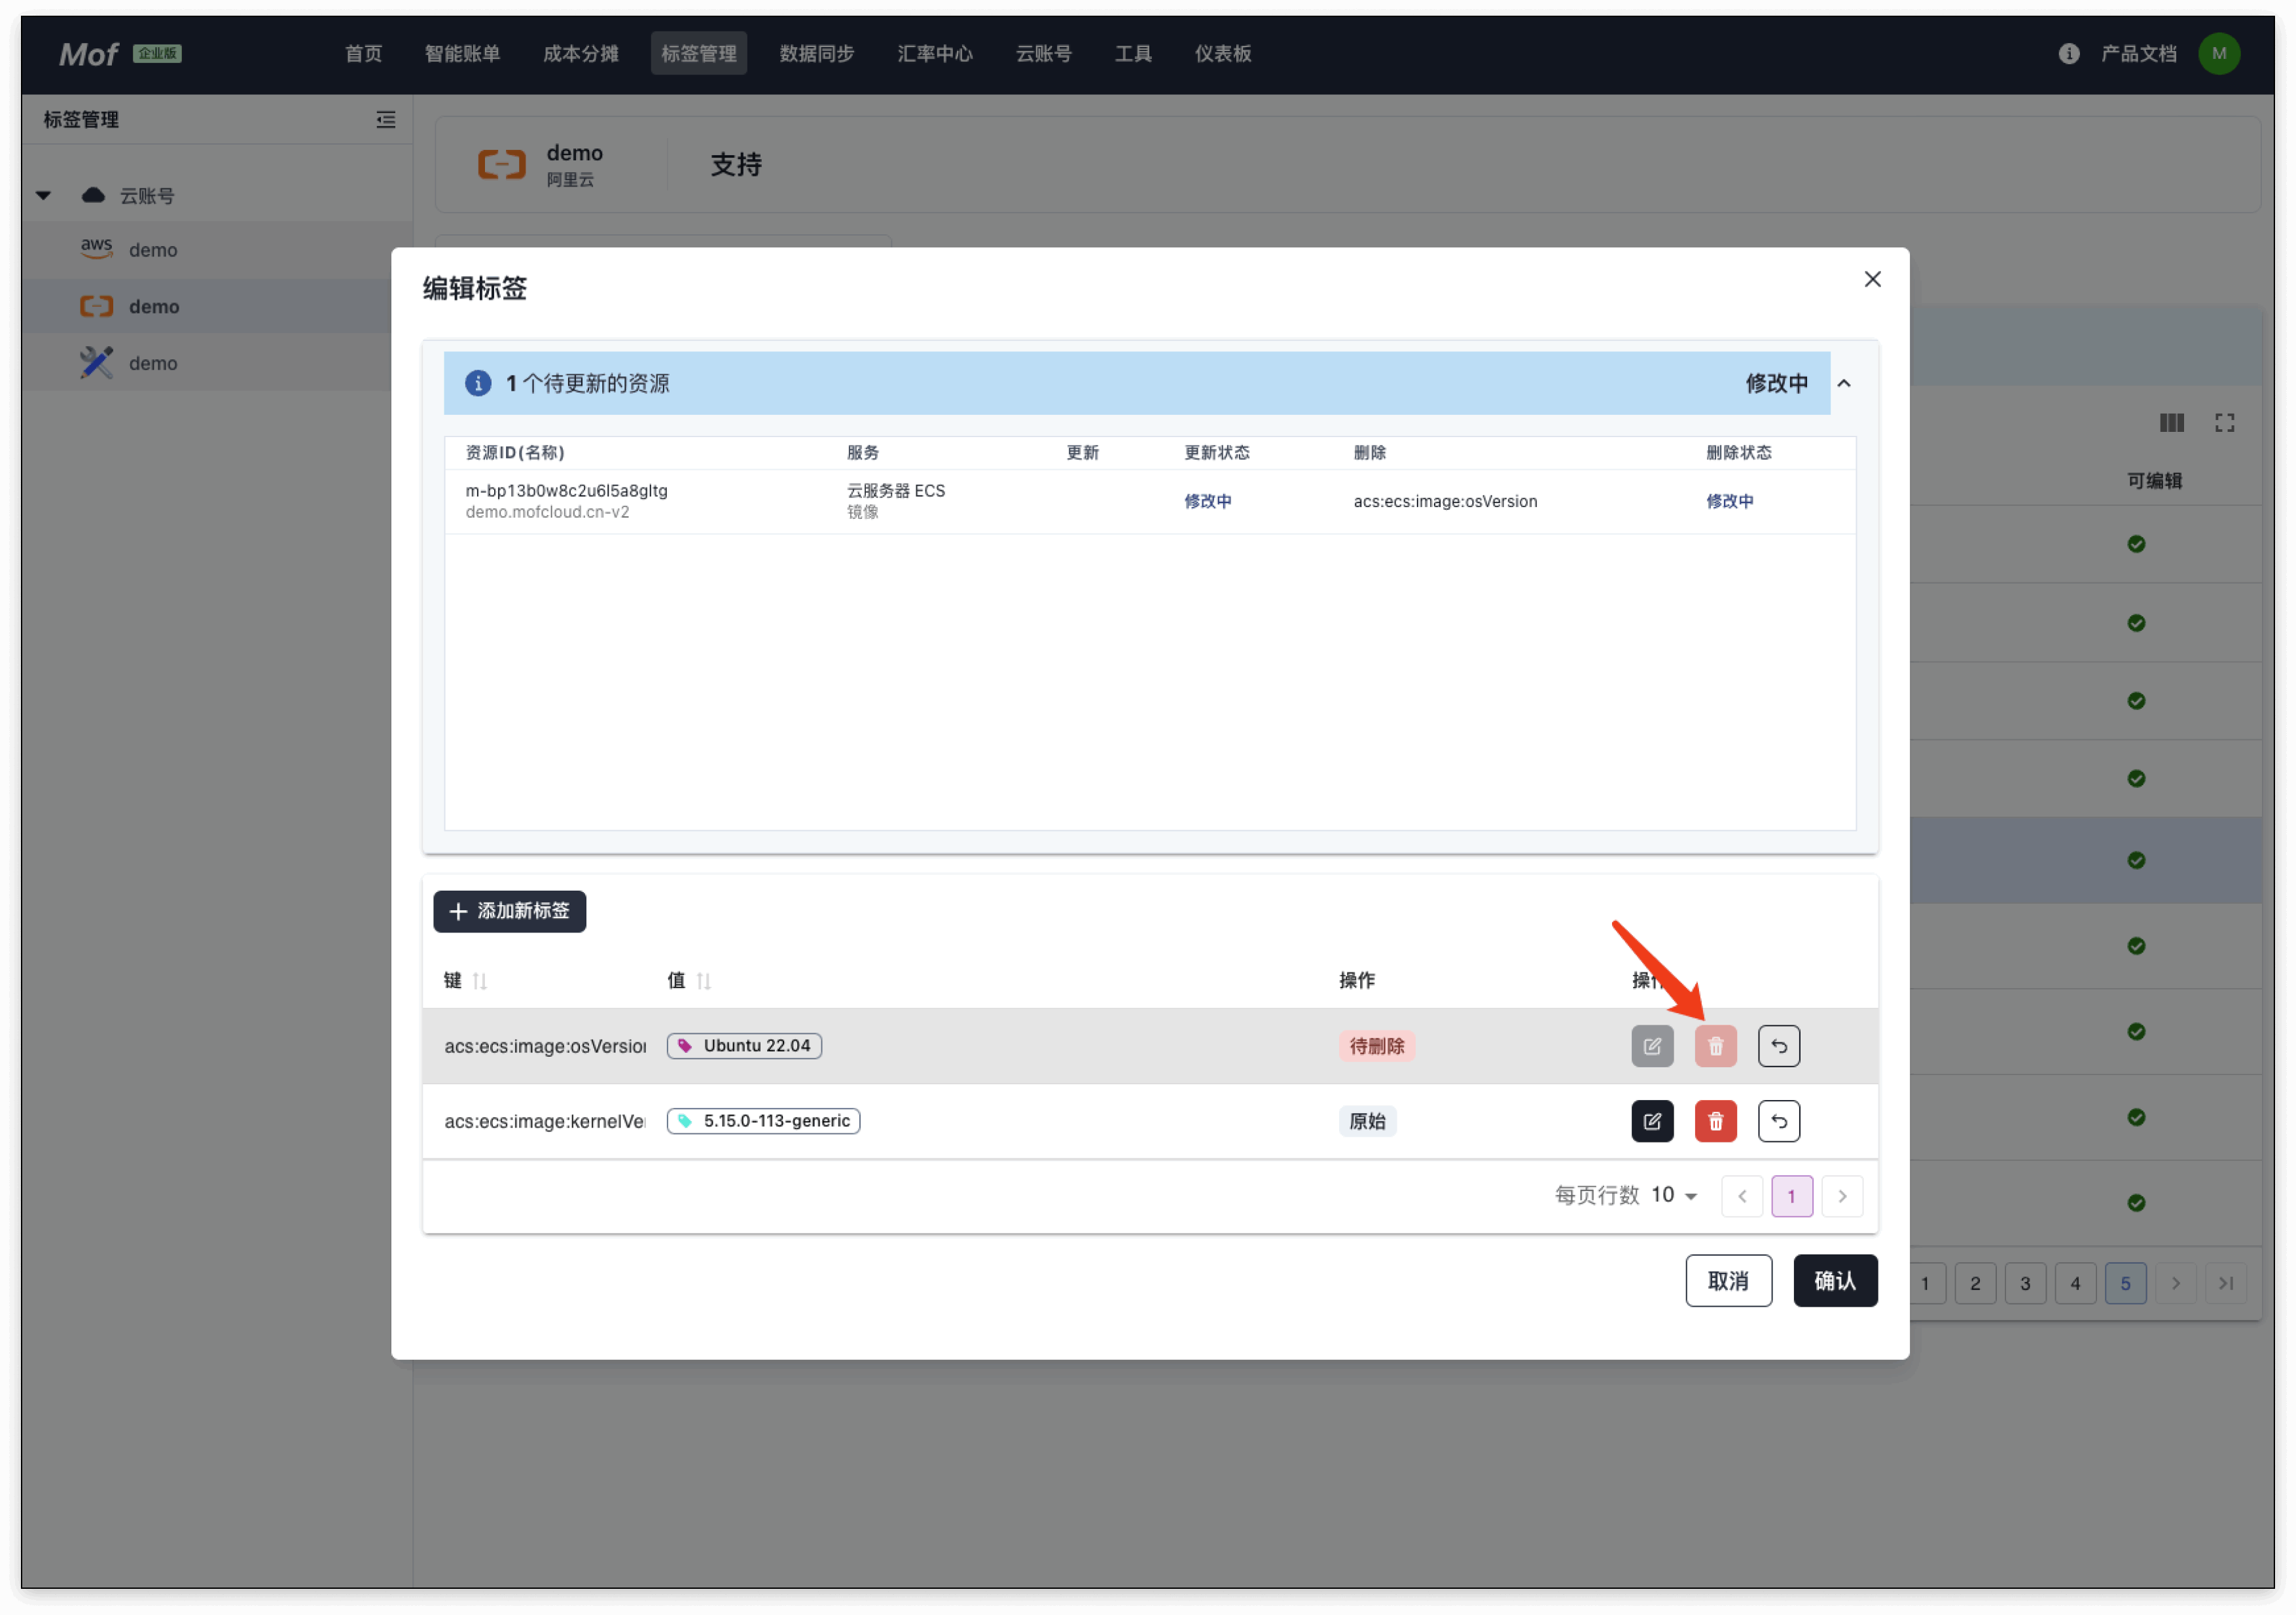 Mof 企业版 首页 智能账单 成本分摊 标签管理 数据同步 汇率中心 云账号 工具 仪表板 产品文档 M
标签管理
demo
阿里云
支持
云账号
aws demo
demo
demo
编辑标签
1 个待更新的资源 修改中
资源ID(名称) 服务 更新 更新状态 删除 删除状态
m-bp13b0w8c2u6l5a8gltg 云服务器 ECS 修改中 acs:ecs:image:osVersion 修改中
demo.mofcloud.cn-v2 镜像
可编辑
添加新标签
键 值 操作 操作
acs:ecs:image:osVersion Ubuntu 22.04 待删除
acs:ecs:image:kernelVe 5.15.0-113-generic 原始
每页行数 10 1
取消 确认
1 2 3 4 5